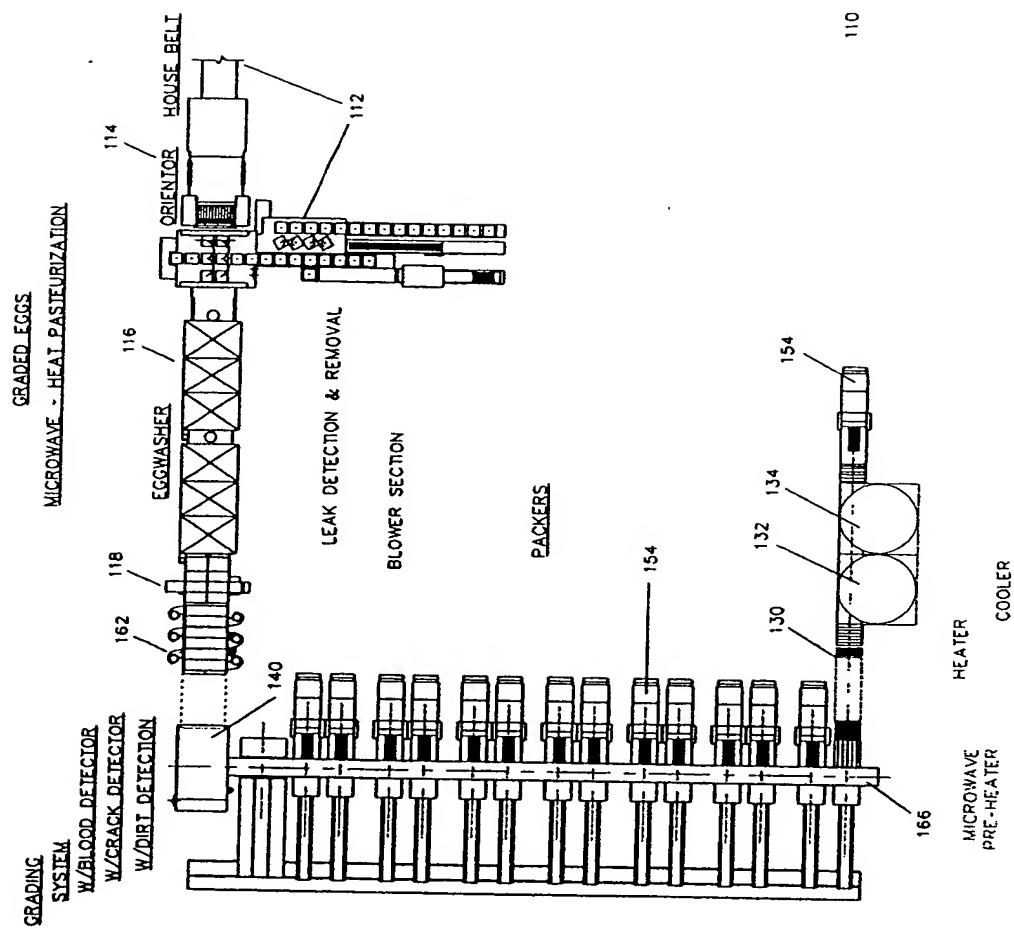 GRADED EGGS
MICROWAVE - HEAT PASTEURIZATION
GRADING
SYSTEM
W/BLOOD DETECTOR
W/CRACK DETECTOR
W/DIRT DETECTION
140
162
118
EGGWASHER
116
ORIENTOR
114
HOUSE BELT
112
LEAK DETECTION & REMOVAL
BLOWER SECTION
PACKERS
154
166
MICROWAVE
PRE-HEATER
130
HEATER
132
COOLER
134
154
110